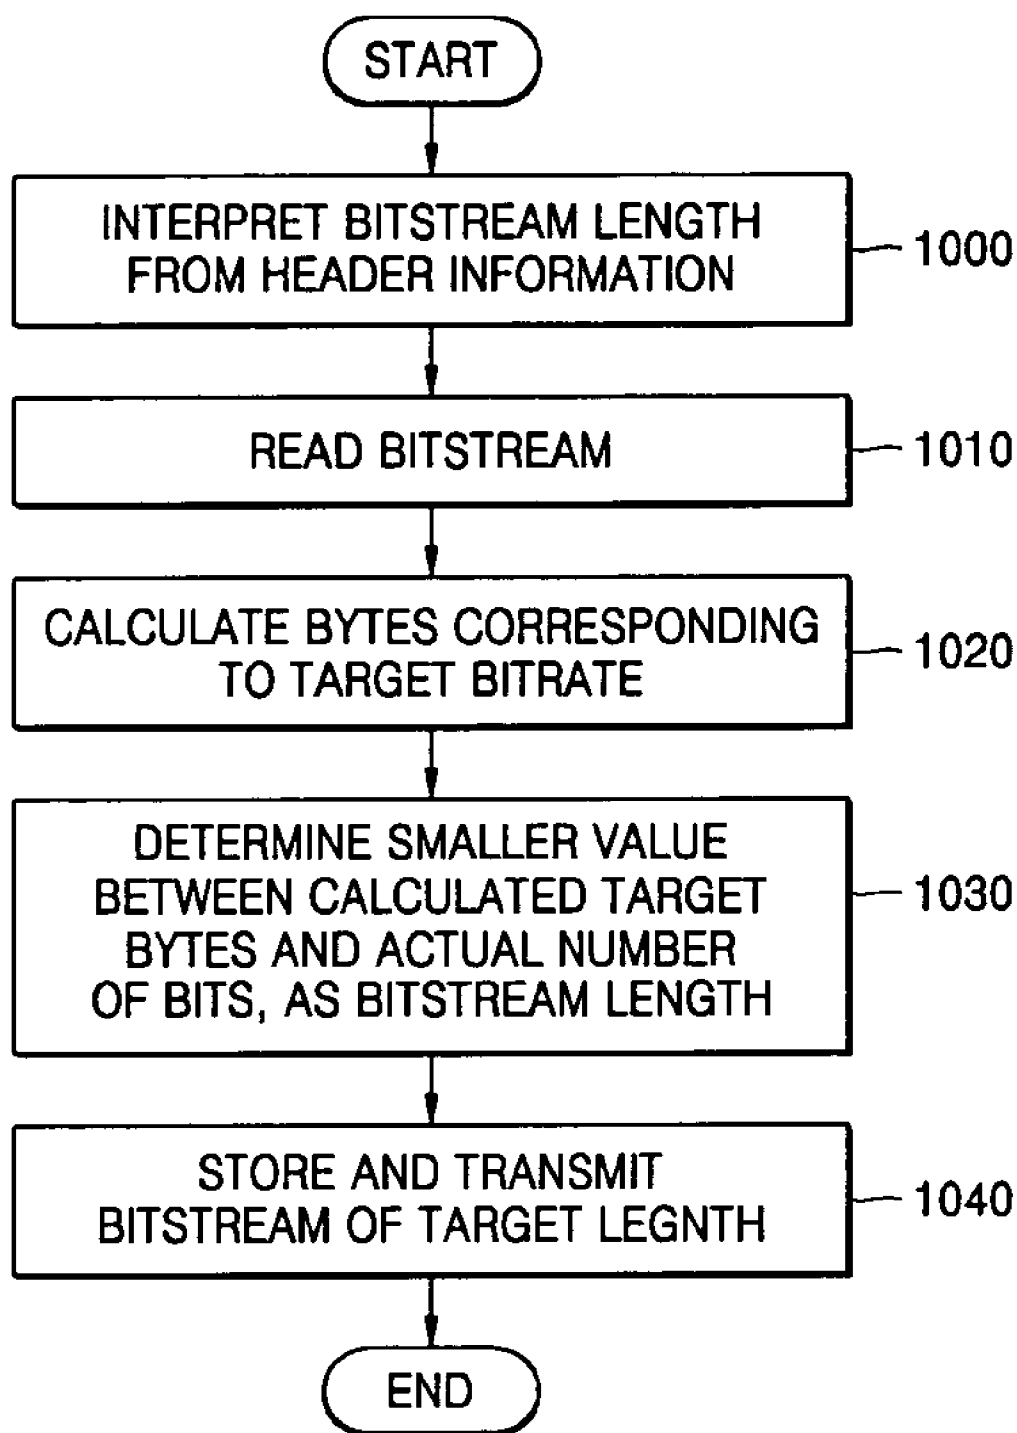 START
INTERPRET BITSTREAM LENGTH
FROM HEADER INFORMATION
1000
READ BITSTREAM
1010
CALCULATE BYTES CORRESPONDING
TO TARGET BITRATE
1020
DETERMINE SMALLER VALUE
BETWEEN CALCULATED TARGET
BYTES AND ACTUAL NUMBER
OF BITS, AS BITSTREAM LENGTH
1030
STORE AND TRANSMIT
BITSTREAM OF TARGET LEGNTH
1040
END